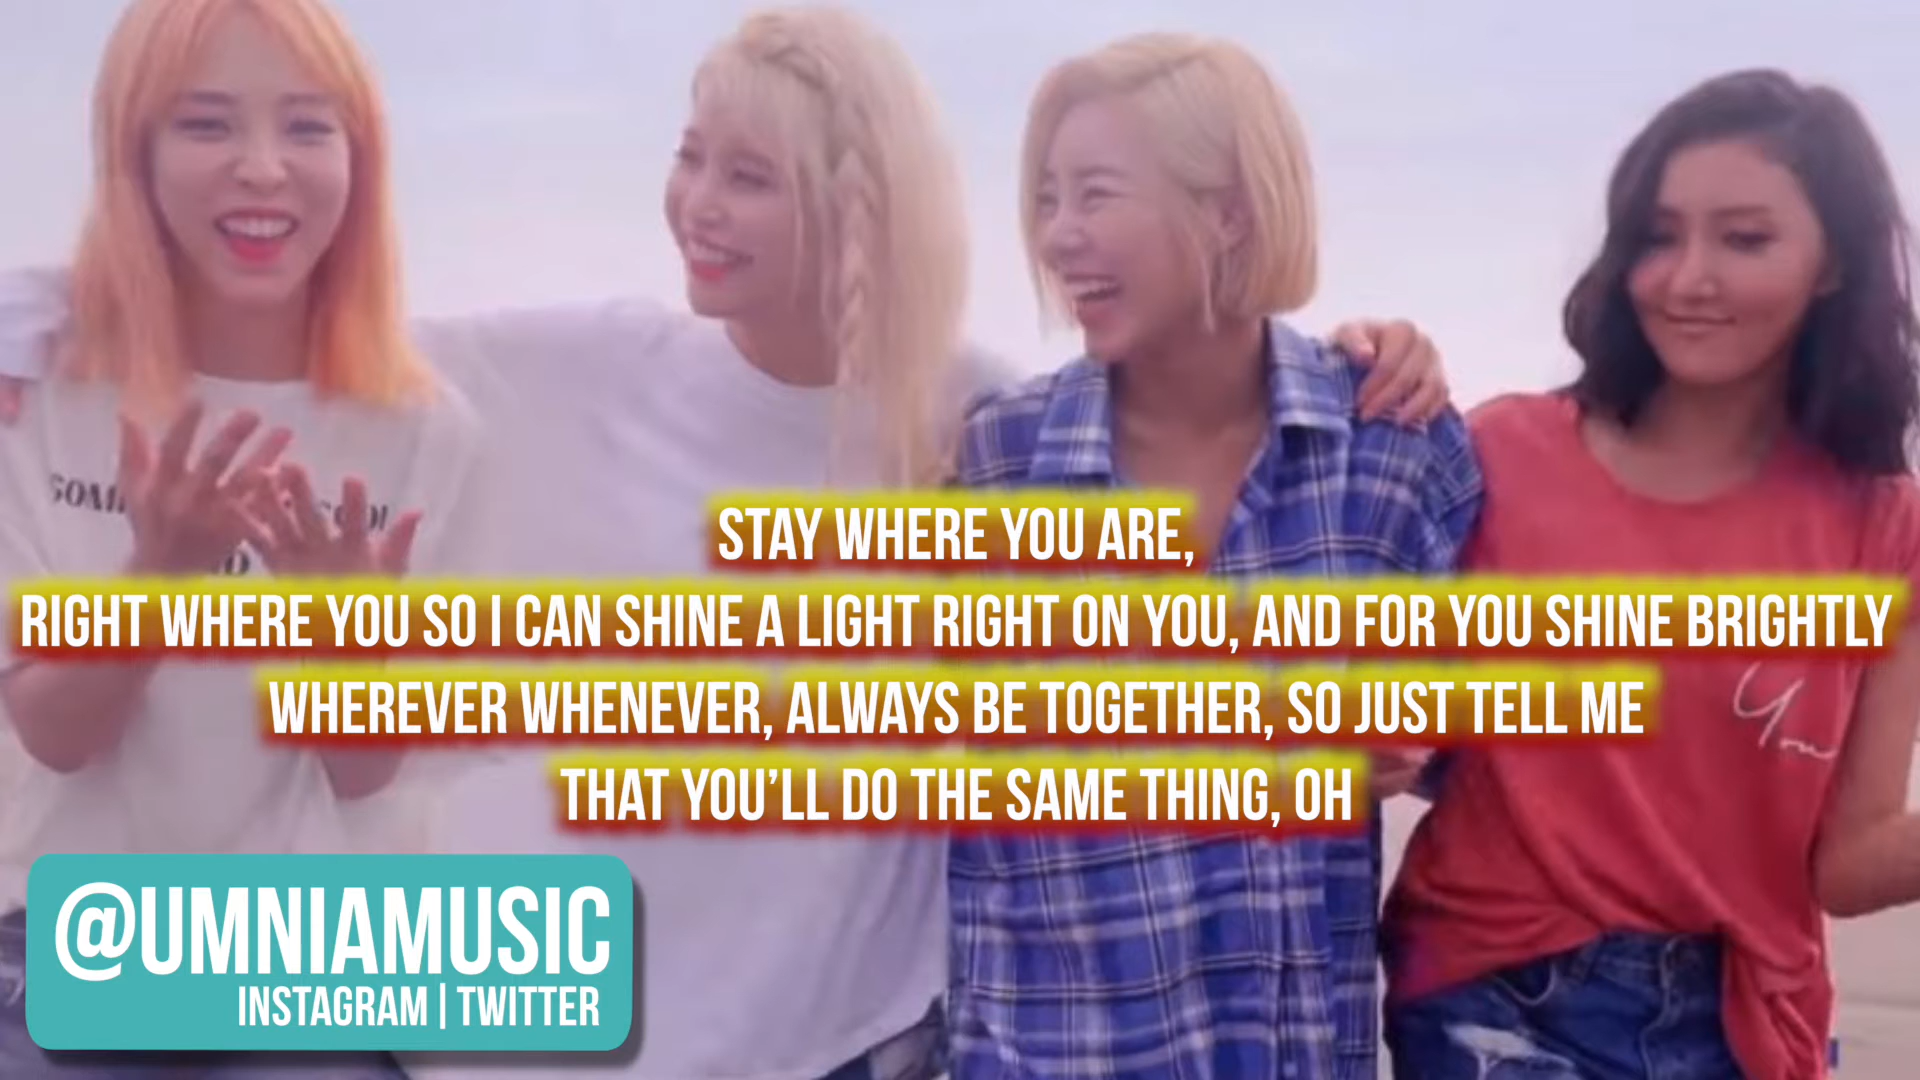 STAY WHERE YOU ARE,
RIGHT WHERE YOU SO I CAN SHINE A LIGHT RIGHT ON YOU, AND FOR YOU SHINE BRIGHTLY
WHEREVER WHENEVER, ALWAYS BE TOGETHER, SO JUST TELL ME
THAT YOU’LL DO THE SAME THING, OH
You
@UMNIAMUSIC
INSTAGRAM | TWITTER